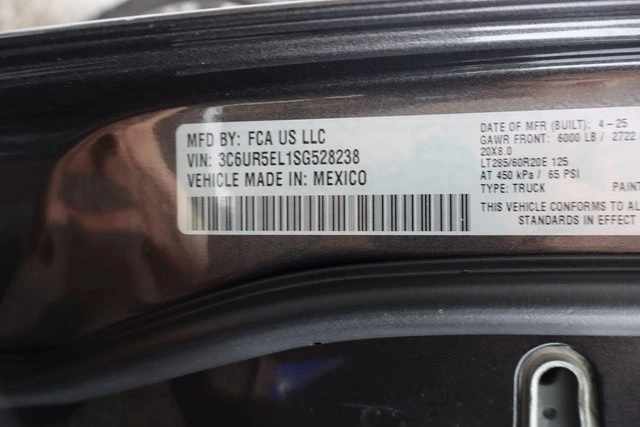 MFD BY: FCA US LLC
VIN: 3C6UR5EL1SG528238
VEHICLE MADE IN: MEXICO
DATE OF MFR (BUILT): 4-25
GAWR FRONT: 6000 LB / 2722
20X8.0
LT285/60R20E 125
AT 450 kPa / 65 PSI
TYPE: TRUCK PAIN
THIS VEHICLE CONFORMS TO AL
STANDARDS IN EFFECT